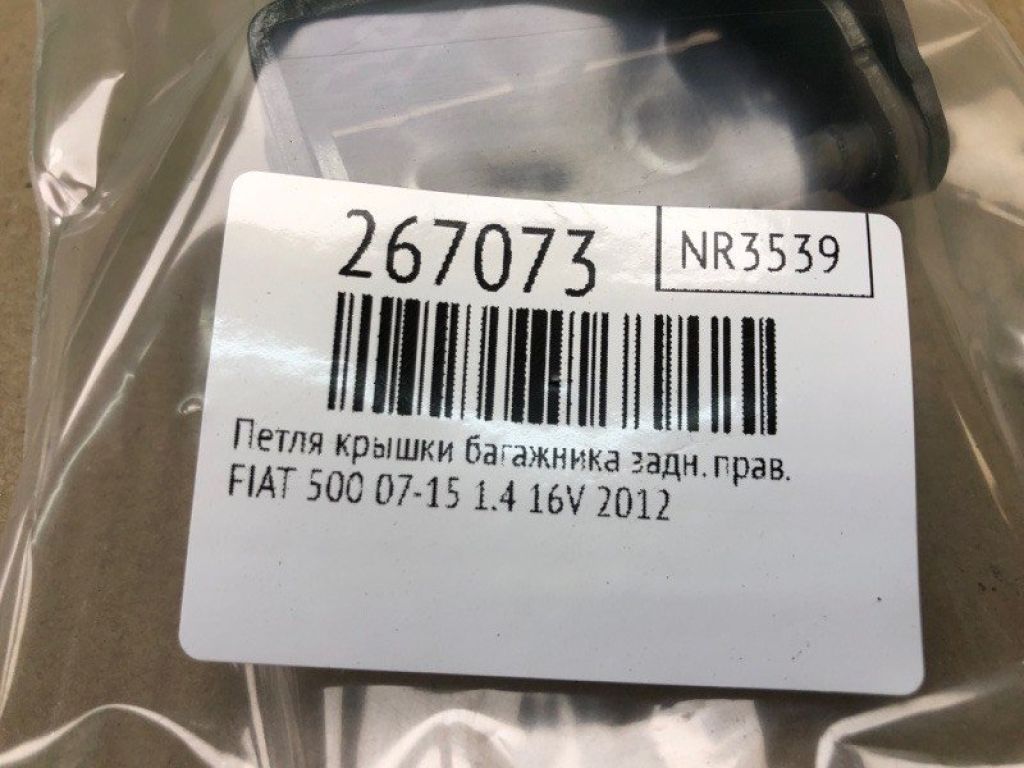 267073 NR3539
Петля крышки багажника задн. прав.
FIAT 500 07-15 1.4 16V 2012